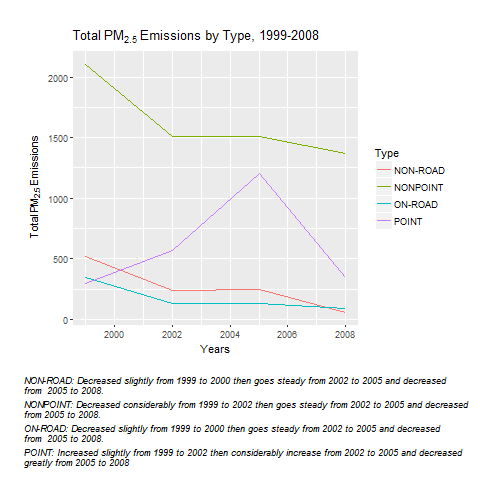 Total PM2.5 Emissions by Type, 1999-2008
2000
1500
1000
500
0
Total PM2.5 Emissions
2000
2002
2004
2006
2008
Years
Type
NON-ROAD
NONPOINT
ON-ROAD
POINT
NON-ROAD: Decreased slightly from 1999 to 2000 then goes steady from 2002 to 2005 and decreased
from 2005 to 2008.
NONPOINT: Decreased considerably from 1999 to 2002 then goes steady from 2002 to 2005 and decreased
from 2005 to 2008.
ON-ROAD: Decreased slightly from 1999 to 2000 then goes steady from 2002 to 2005 and decreased
from 2005 to 2008.
POINT: Increased slightly from 1999 to 2002 then considerably increase from 2002 to 2005 and decreased
greatly from 2005 to 2008